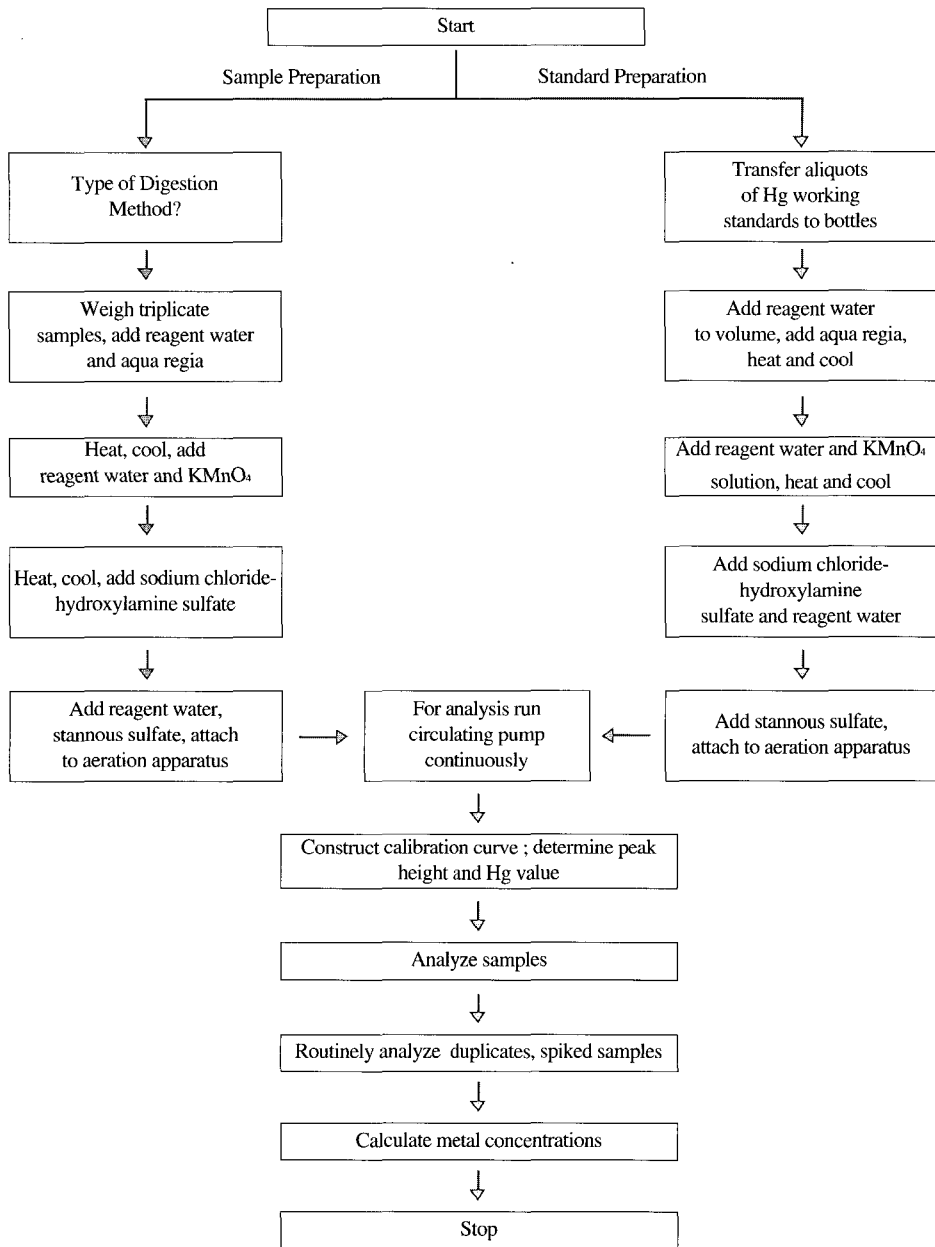 Start
Sample Preparation
Standard Preparation
Type of Digestion
Method?
Weigh triplicate
samples, add reagent water
and aqua regia
Heat, cool, add
reagent water and KMnO₄
Heat, cool, add sodium chloride-
hydroxylamine sulfate
Add reagent water,
stannous sulfate, attach
to aeration apparatus
Transfer aliquots
of Hg working
standards to bottles
Add reagent water
to volume, add aqua regia,
heat and cool
Add reagent water and KMnO₄
solution, heat and cool
Add sodium chloride-
hydroxylamine
sulfate and reagent water
Add stannous sulfate,
attach to aeration apparatus
For analysis run
circulating pump
continuously
Construct calibration curve ; determine peak
height and Hg value
Analyze samples
Routinely analyze duplicates, spiked samples
Calculate metal concentrations
Stop